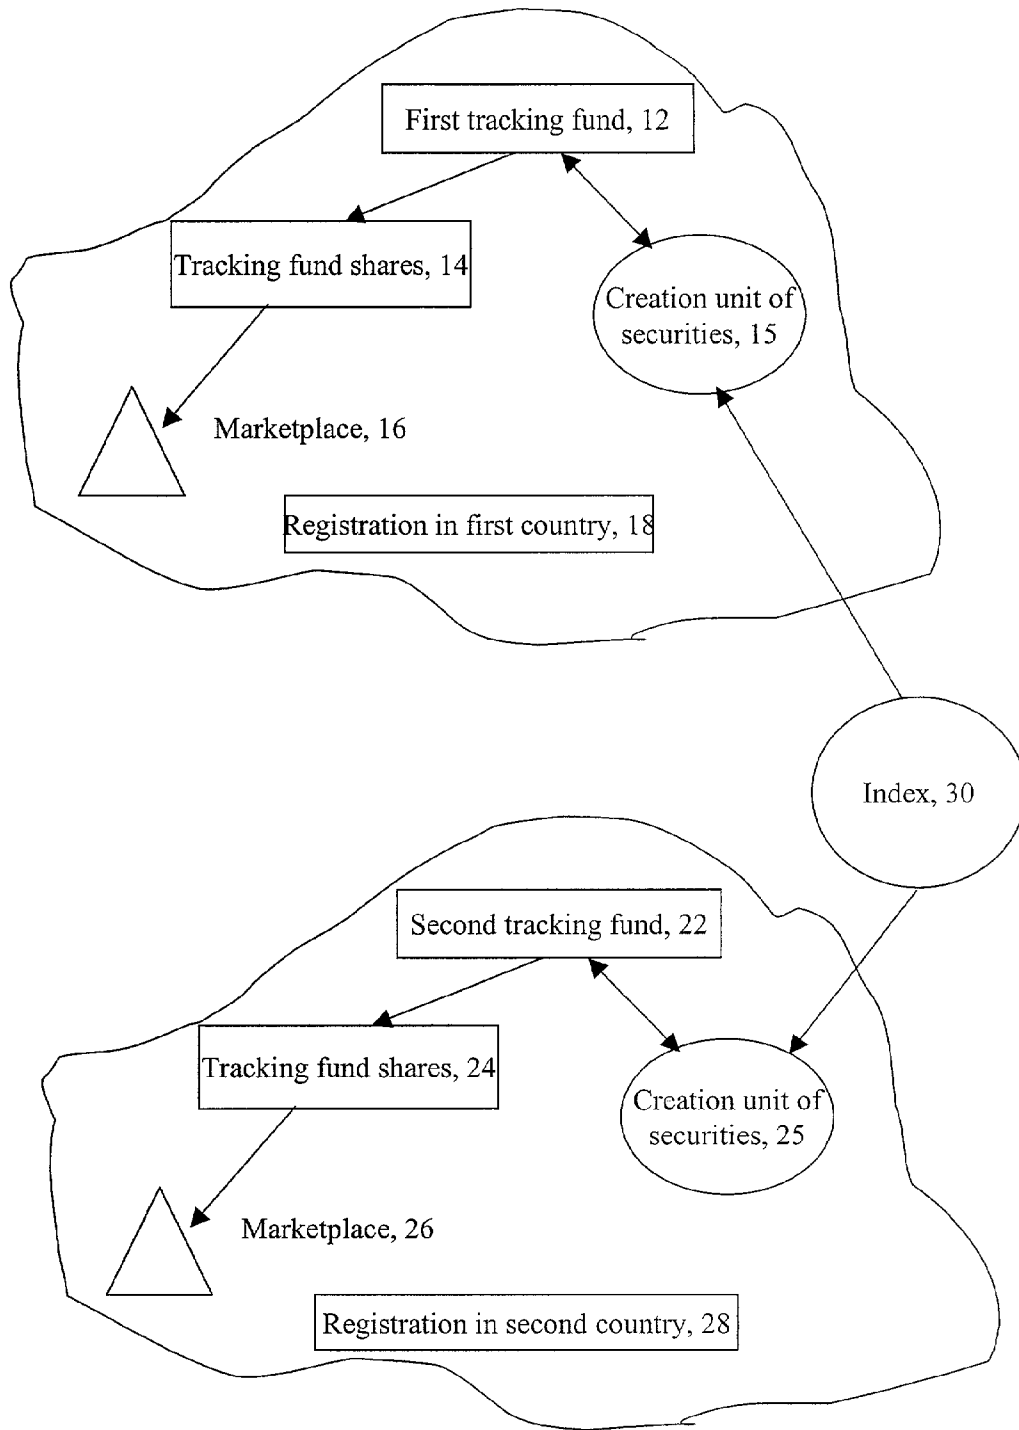 First tracking fund, 12
Tracking fund shares, 14
Creation unit of
securities, 15
Marketplace, 16
Registration in first country, 18
Index, 30
Second tracking fund, 22
Tracking fund shares, 24
Creation unit of
securities, 25
Marketplace, 26
Registration in second country, 28